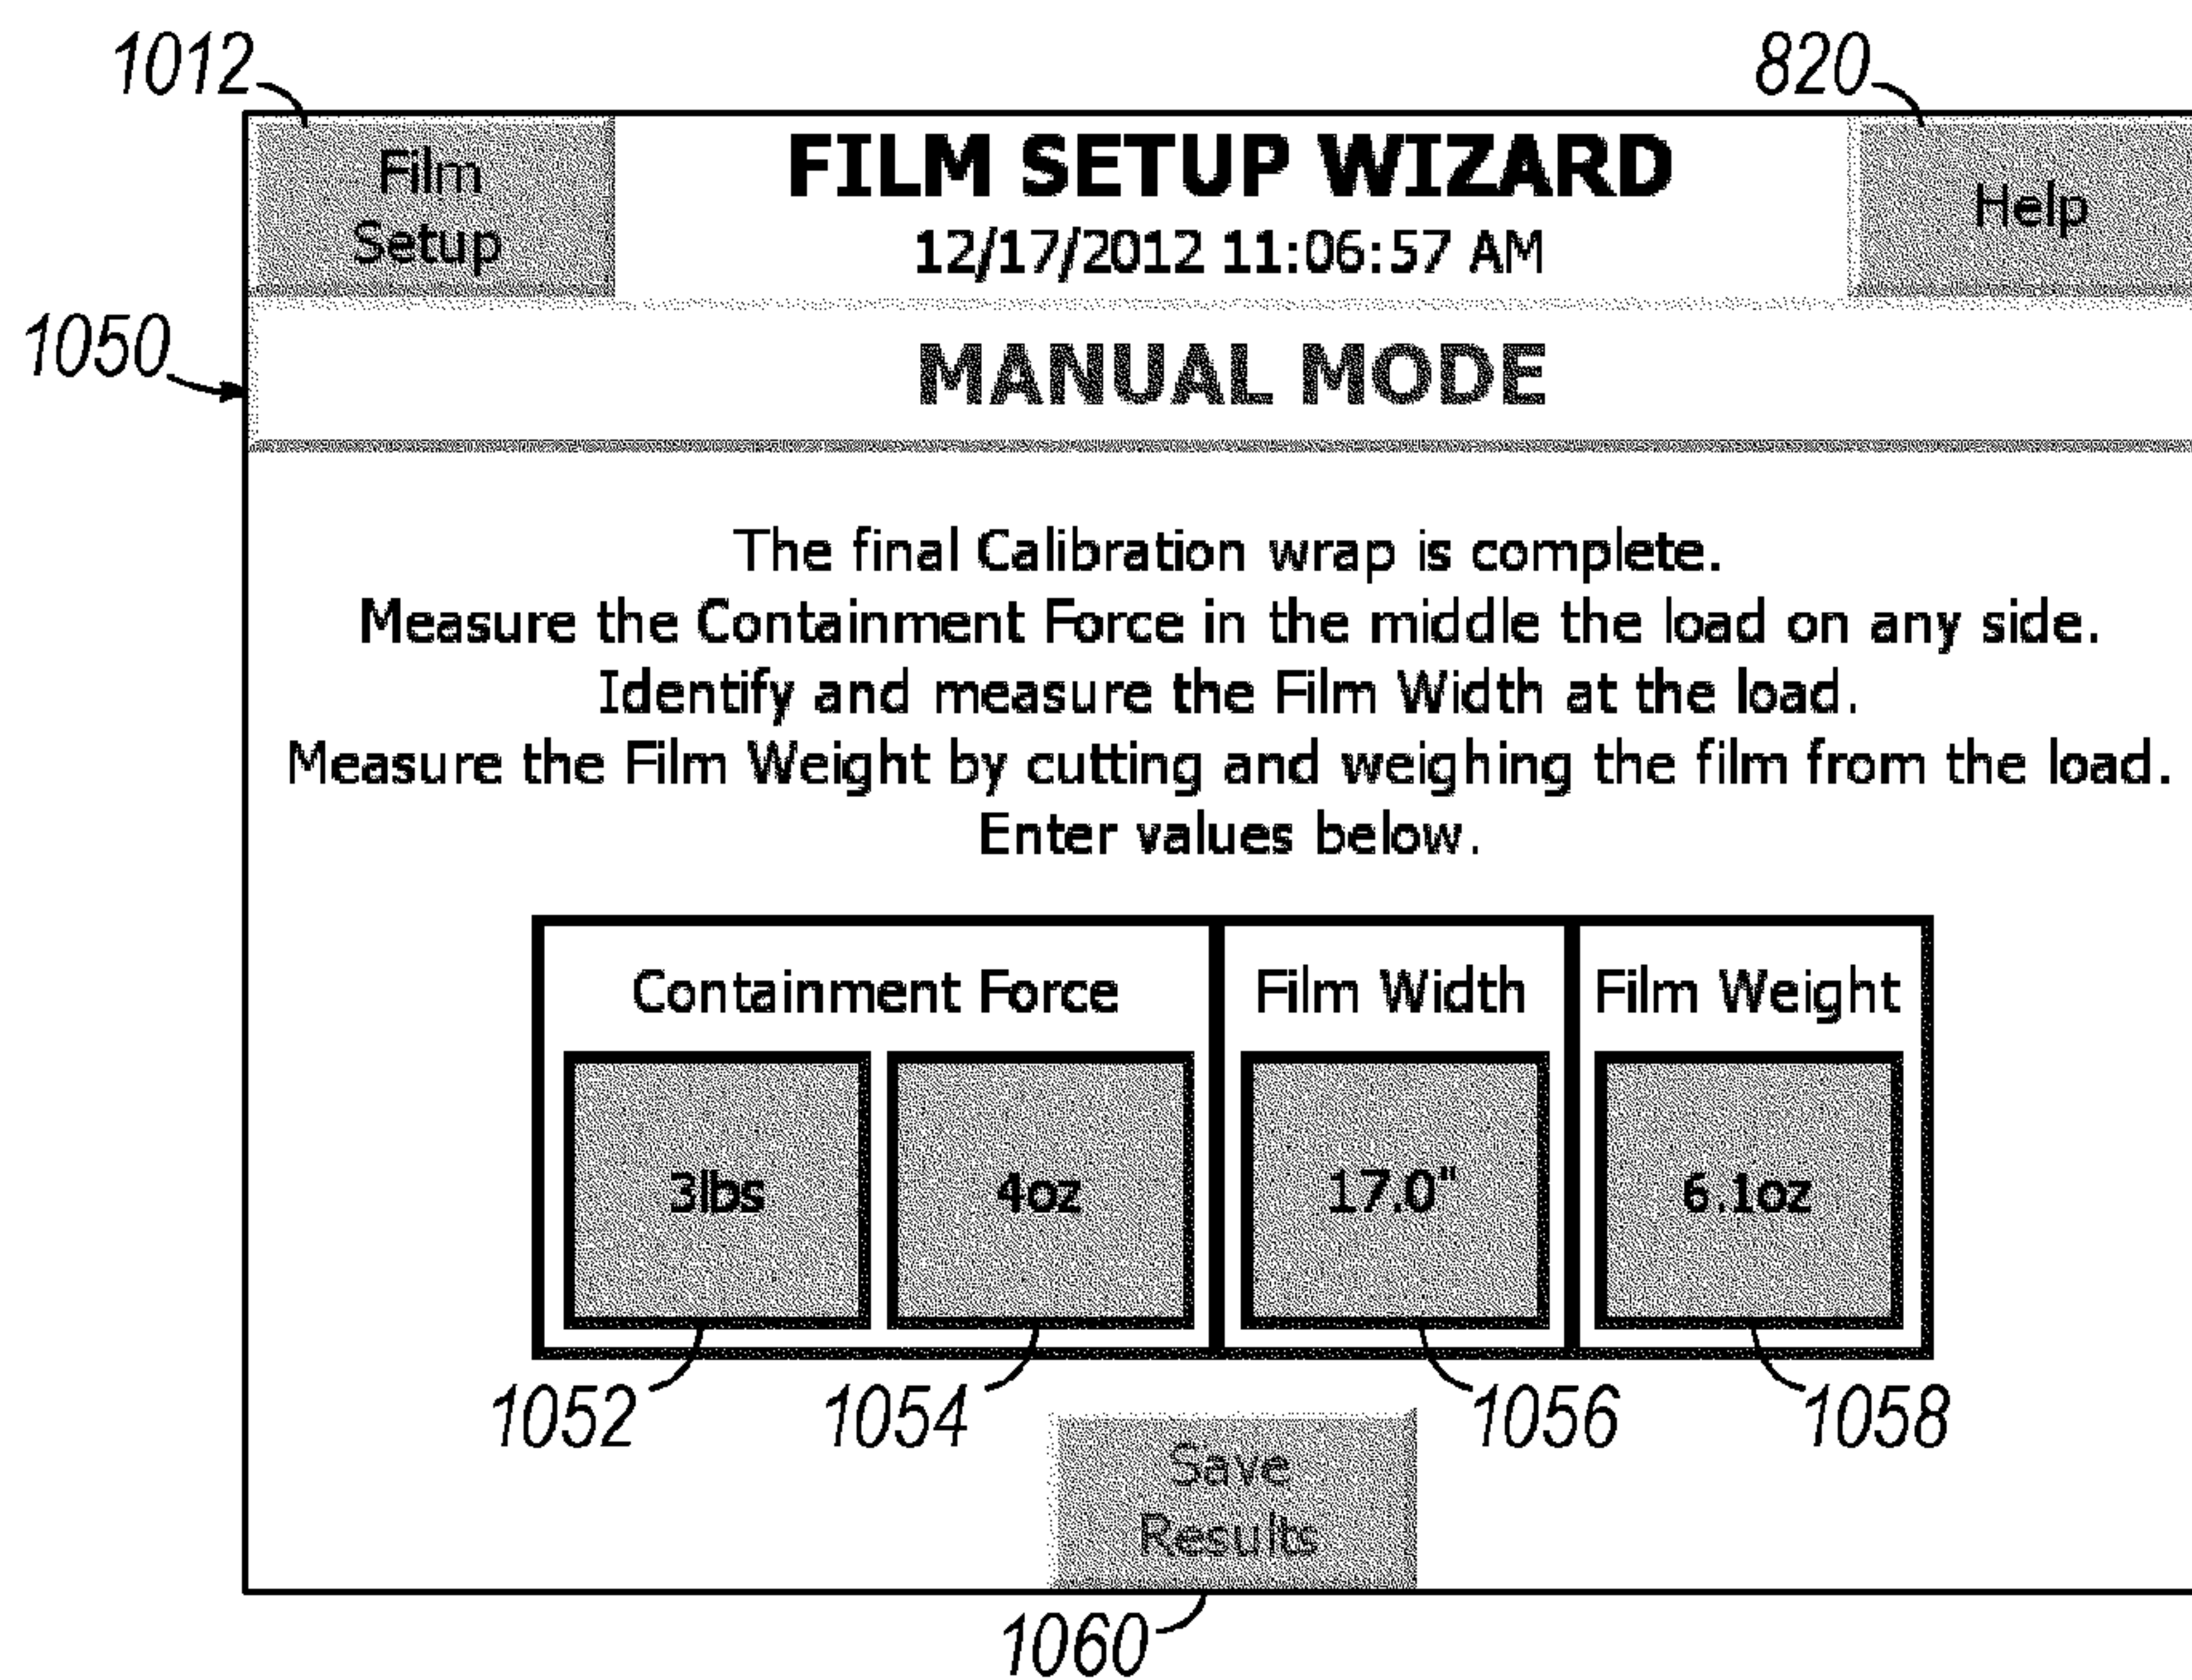 1012
820
Film
Setup
FILM SETUP WIZARD
12/17/2012 11:06:57 AM
Help
1050
MANUAL MODE
The final Calibration wrap is complete.
Measure the Containment Force in the middle the load on any side.
Identify and measure the Film Width at the load.
Measure the Film Weight by cutting and weighing the film from the load.
Enter values below.
Containment Force
Film Width
Film Weight
3lbs
4oz
17.0"
6.1oz
1052
1054
1056
1058
Save
Results
1060